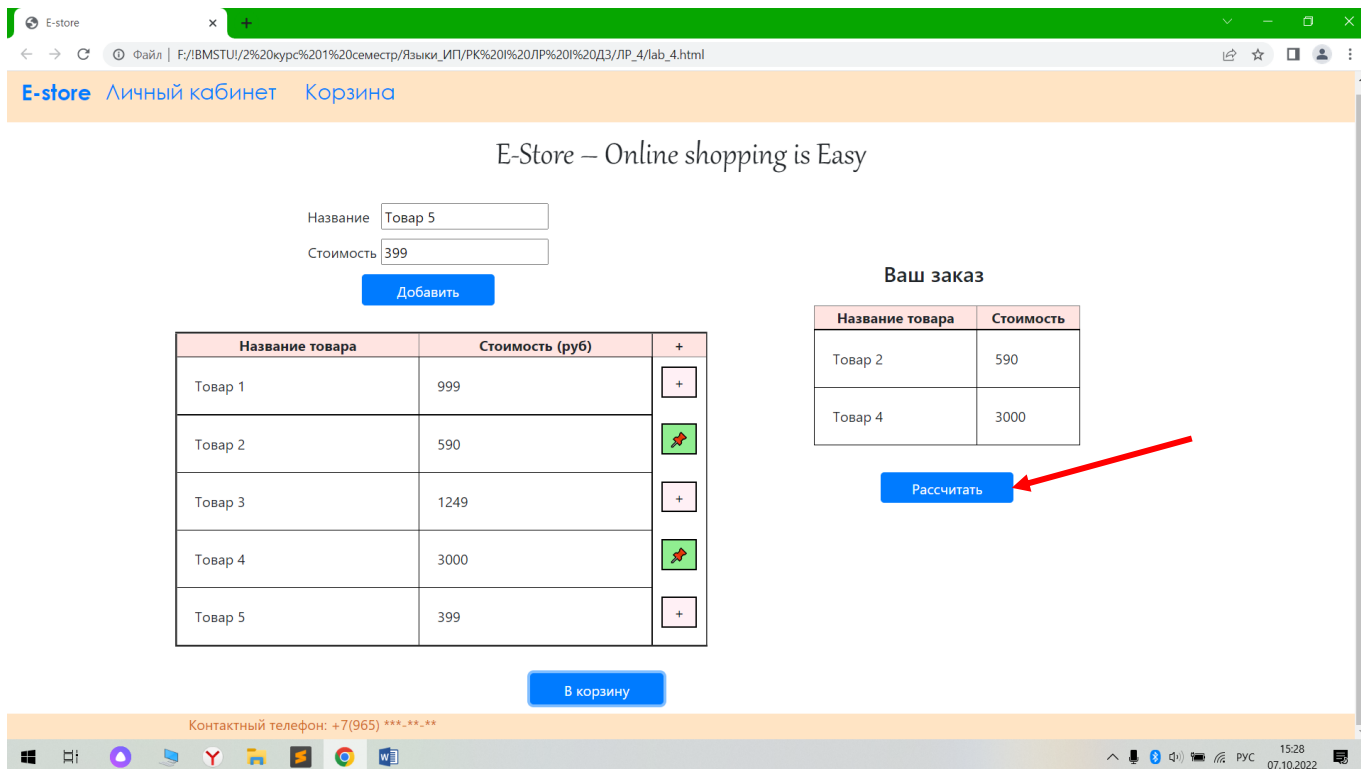 E-store
Файл | F:/!BMSTU!/2%20курс%201%20семестр/Языки_ИП/РК%20I%20ЛР%20I%20ДЗ/ЛР_4/lab_4.html
E-store Личный кабинет Корзина
E-Store – Online shopping is Easy
Название Товар 5
Стоимость 399
Добавить
Название товара Стоимость (руб) +
Товар 1 999 +
Товар 2 590
Товар 3 1249 +
Товар 4 3000
Товар 5 399 +
В корзину
Ваш заказ
Название товара Стоимость
Товар 2 590
Товар 4 3000
Рассчитать
Контактный телефон: +7(965) ***-**-**
РУС 15:28
07.10.2022